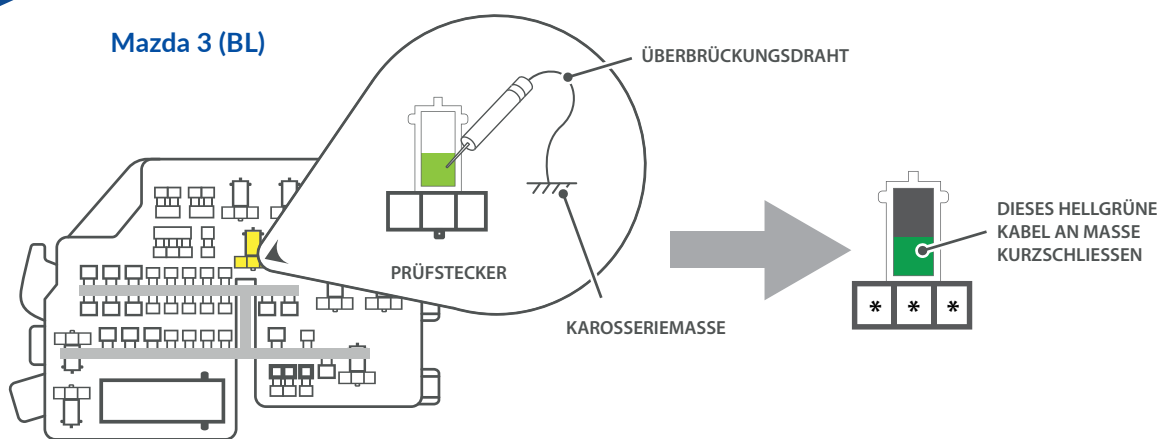 Mazda 3 (BL)
ÜBERBRÜCKUNGSDRAHT
PRÜFSTECKER
KAROSSERIEMASSE
DIESES HELLGRÜNE
KABEL AN MASSE
KURZSCHLIESSEN
* * *